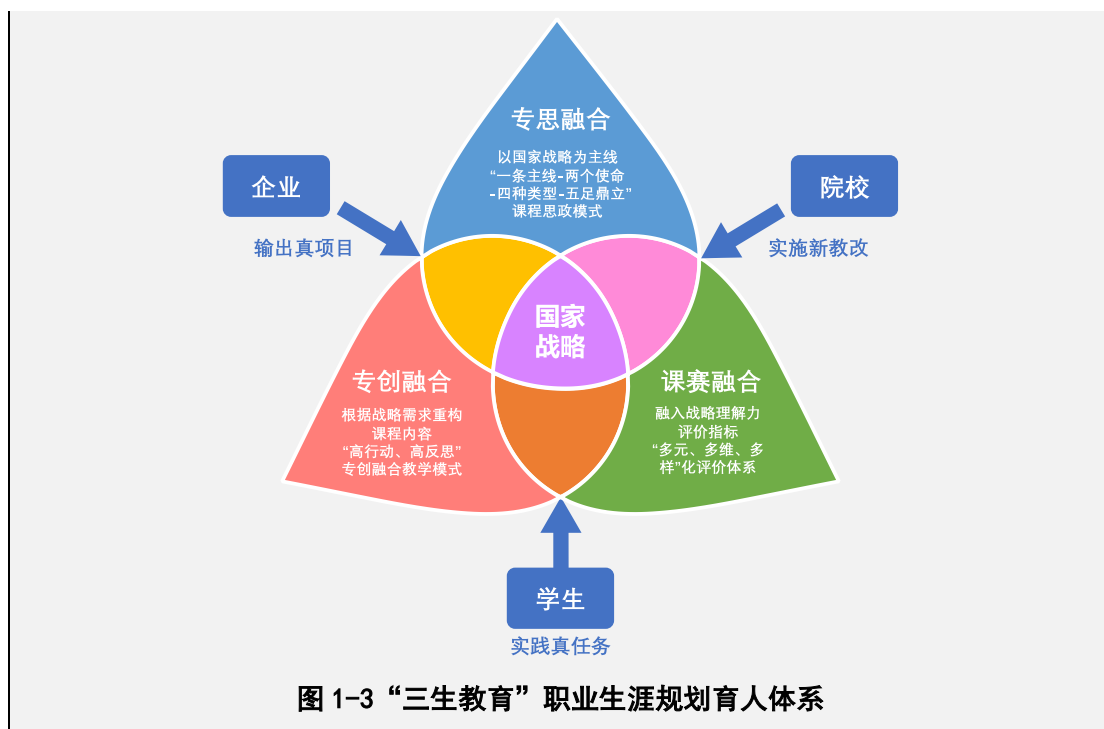 专思融合
以国家战略为主线
“一条主线-两个使命
-四种类型-五足鼎立”
课程思政模式
企业
输出真项目
院校
实施新教改
国家
战略
专创融合
根据战略需求重构
课程内容
“高行动、高反思”
专创融合教学模式
课赛融合
融入战略理解力
评价指标
“多元、多维、多
样”化评价体系
学生
实践真任务
图 1-3“三生教育”职业生涯规划育人体系